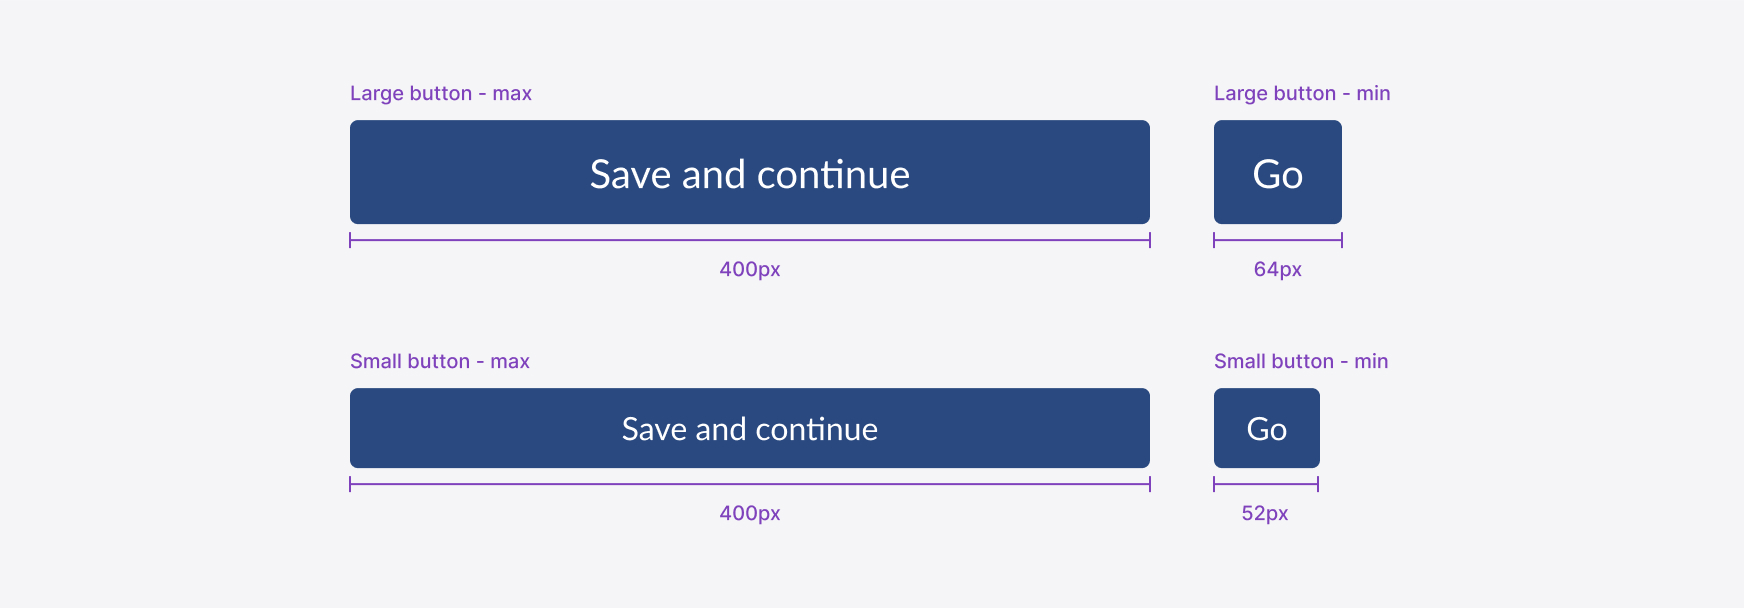 Large button - max
Large button - min
Save and continue
Go
400px
64px
Small button - max
Small button - min
Save and continue
Go
400px
52px